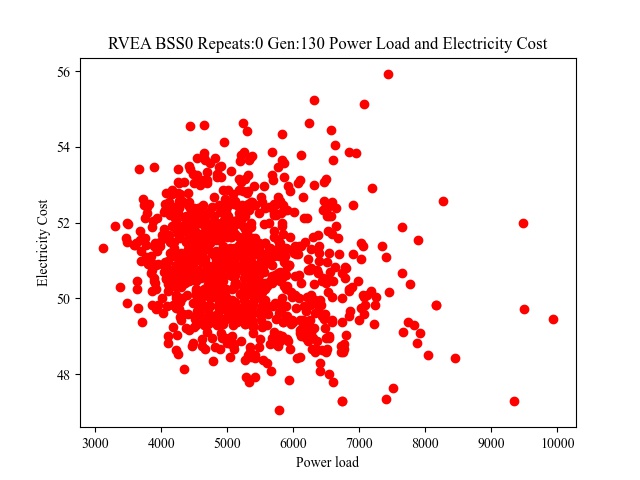 RVEA BSS0 Repeats:0 Gen:130 Power Load and Electricity Cost
56
54
52
50
48
Electricity Cost
3000 4000 5000 6000 7000 8000 9000 10000
Power load